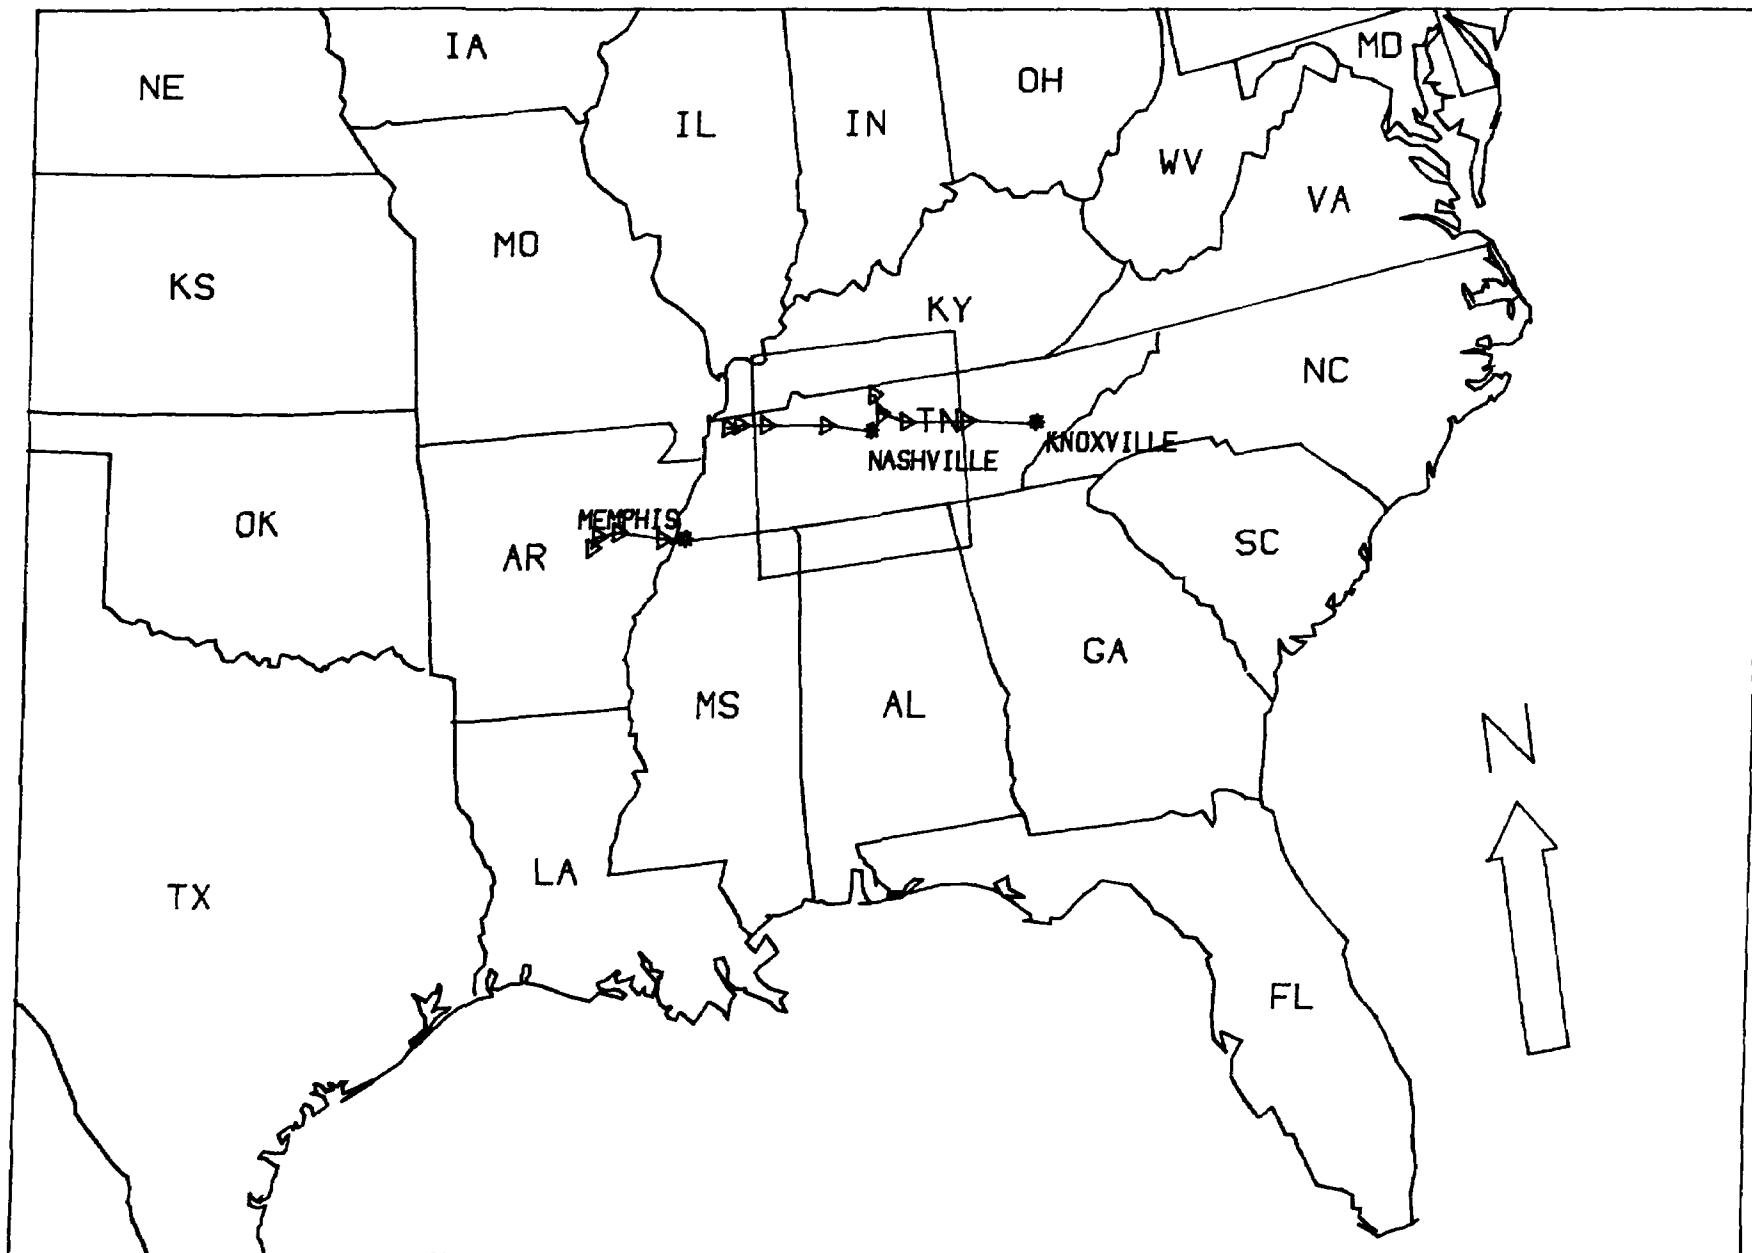 IA
MD
NE
OH
IL
IN
WV
VA
MO
KS
KY
NC
TN
KNOXVILLE
NASHVILLE
MEMPHIS
OK
AR
SC
GA
MS
AL
N
LA
TX
FL